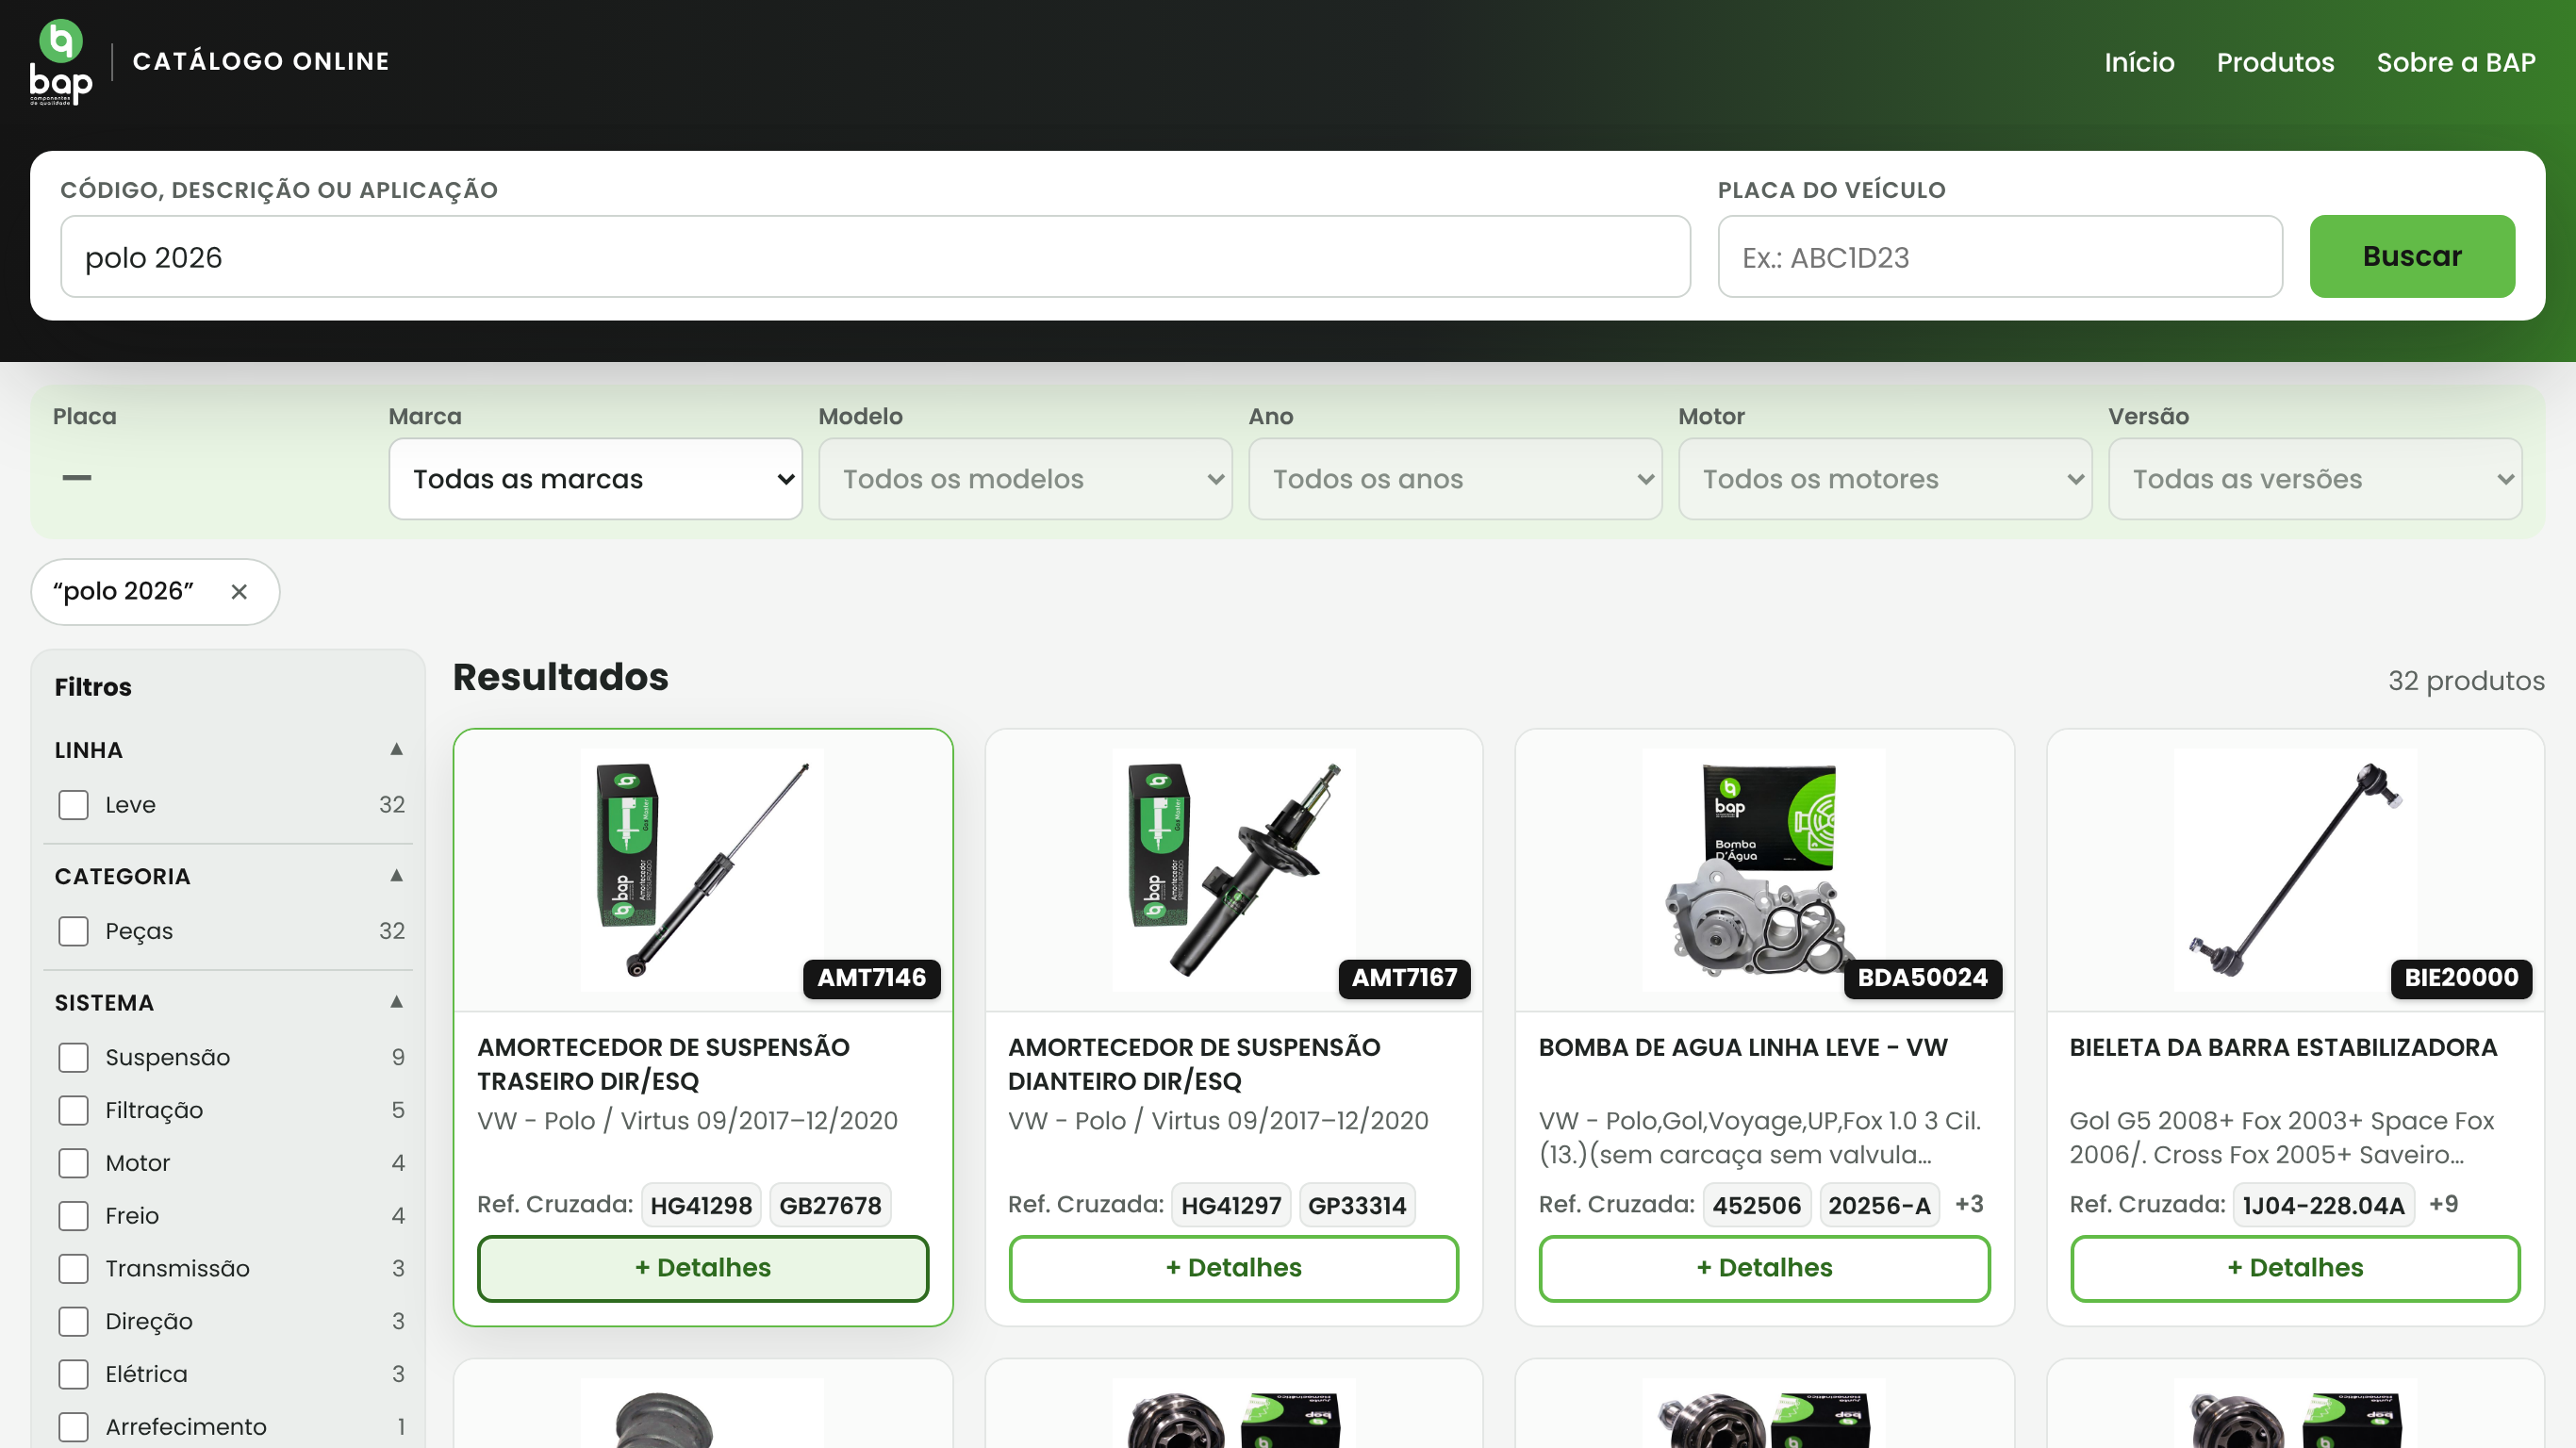 bap
componentes
de qualidade
CATÁLOGO ONLINE
Início
Produtos
Sobre a BAP
CÓDIGO, DESCRIÇÃO OU APLICAÇÃO
polo 2026
PLACA DO VEÍCULO
Ex.: ABC1D23
Buscar
Placa
—
Marca
Todas as marcas
Modelo
Todos os modelos
Ano
Todos os anos
Motor
Todos os motores
Versão
Todas as versões
“polo 2026” ×
Filtros
LINHA
Leve 32
CATEGORIA
Peças 32
SISTEMA
Suspensão 9
Filtração 5
Motor 4
Freio 4
Transmissão 3
Direção 3
Elétrica 3
Arrefecimento 1
Resultados
32 produtos
bap
Amortecedor
AMT7146
AMORTECEDOR DE SUSPENSÃO
TRASEIRO DIR/ESQ
VW - Polo / Virtus 09/2017–12/2020
Ref. Cruzada: HG41298 GB27678
+ Detalhes
bap
Amortecedor
AMT7167
AMORTECEDOR DE SUSPENSÃO
DIANTEIRO DIR/ESQ
VW - Polo / Virtus 09/2017–12/2020
Ref. Cruzada: HG41297 GP33314
+ Detalhes
bap
Bomba
D'Água
BDA50024
BOMBA DE AGUA LINHA LEVE - VW
VW - Polo,Gol,Voyage,UP,Fox 1.0 3 Cil.
(13.)(sem carcaça sem valvula...
Ref. Cruzada: 452506 20256-A +3
+ Detalhes
BIE20000
BIELETA DA BARRA ESTABILIZADORA
Gol G5 2008+ Fox 2003+ Space Fox
2006/. Cross Fox 2005+ Saveiro...
Ref. Cruzada: 1J04-228.04A +9
+ Detalhes